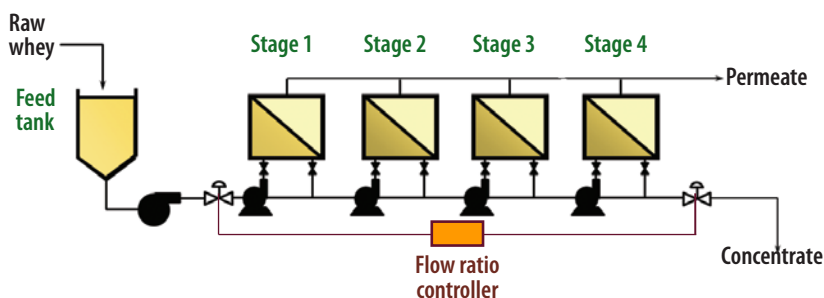 Raw
whey
Feed
tank
Stage 1
Stage 2
Stage 3
Stage 4
Permeate
Flow ratio
controller
Concentrate